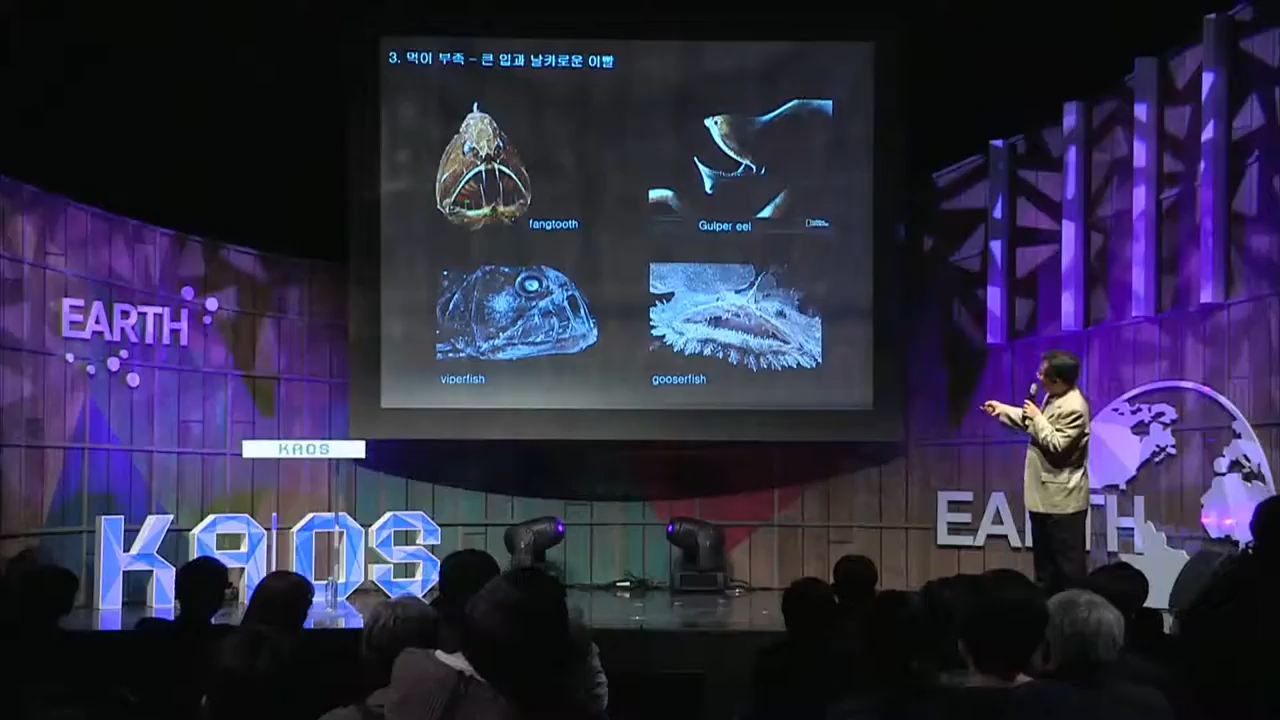 3. 먹이 부족 - 큰 입과 날카로운 이빨
fangtooth
Gulper eel
viperfish
gooserfish
EARTH
KAOS
KAOS
EARTH